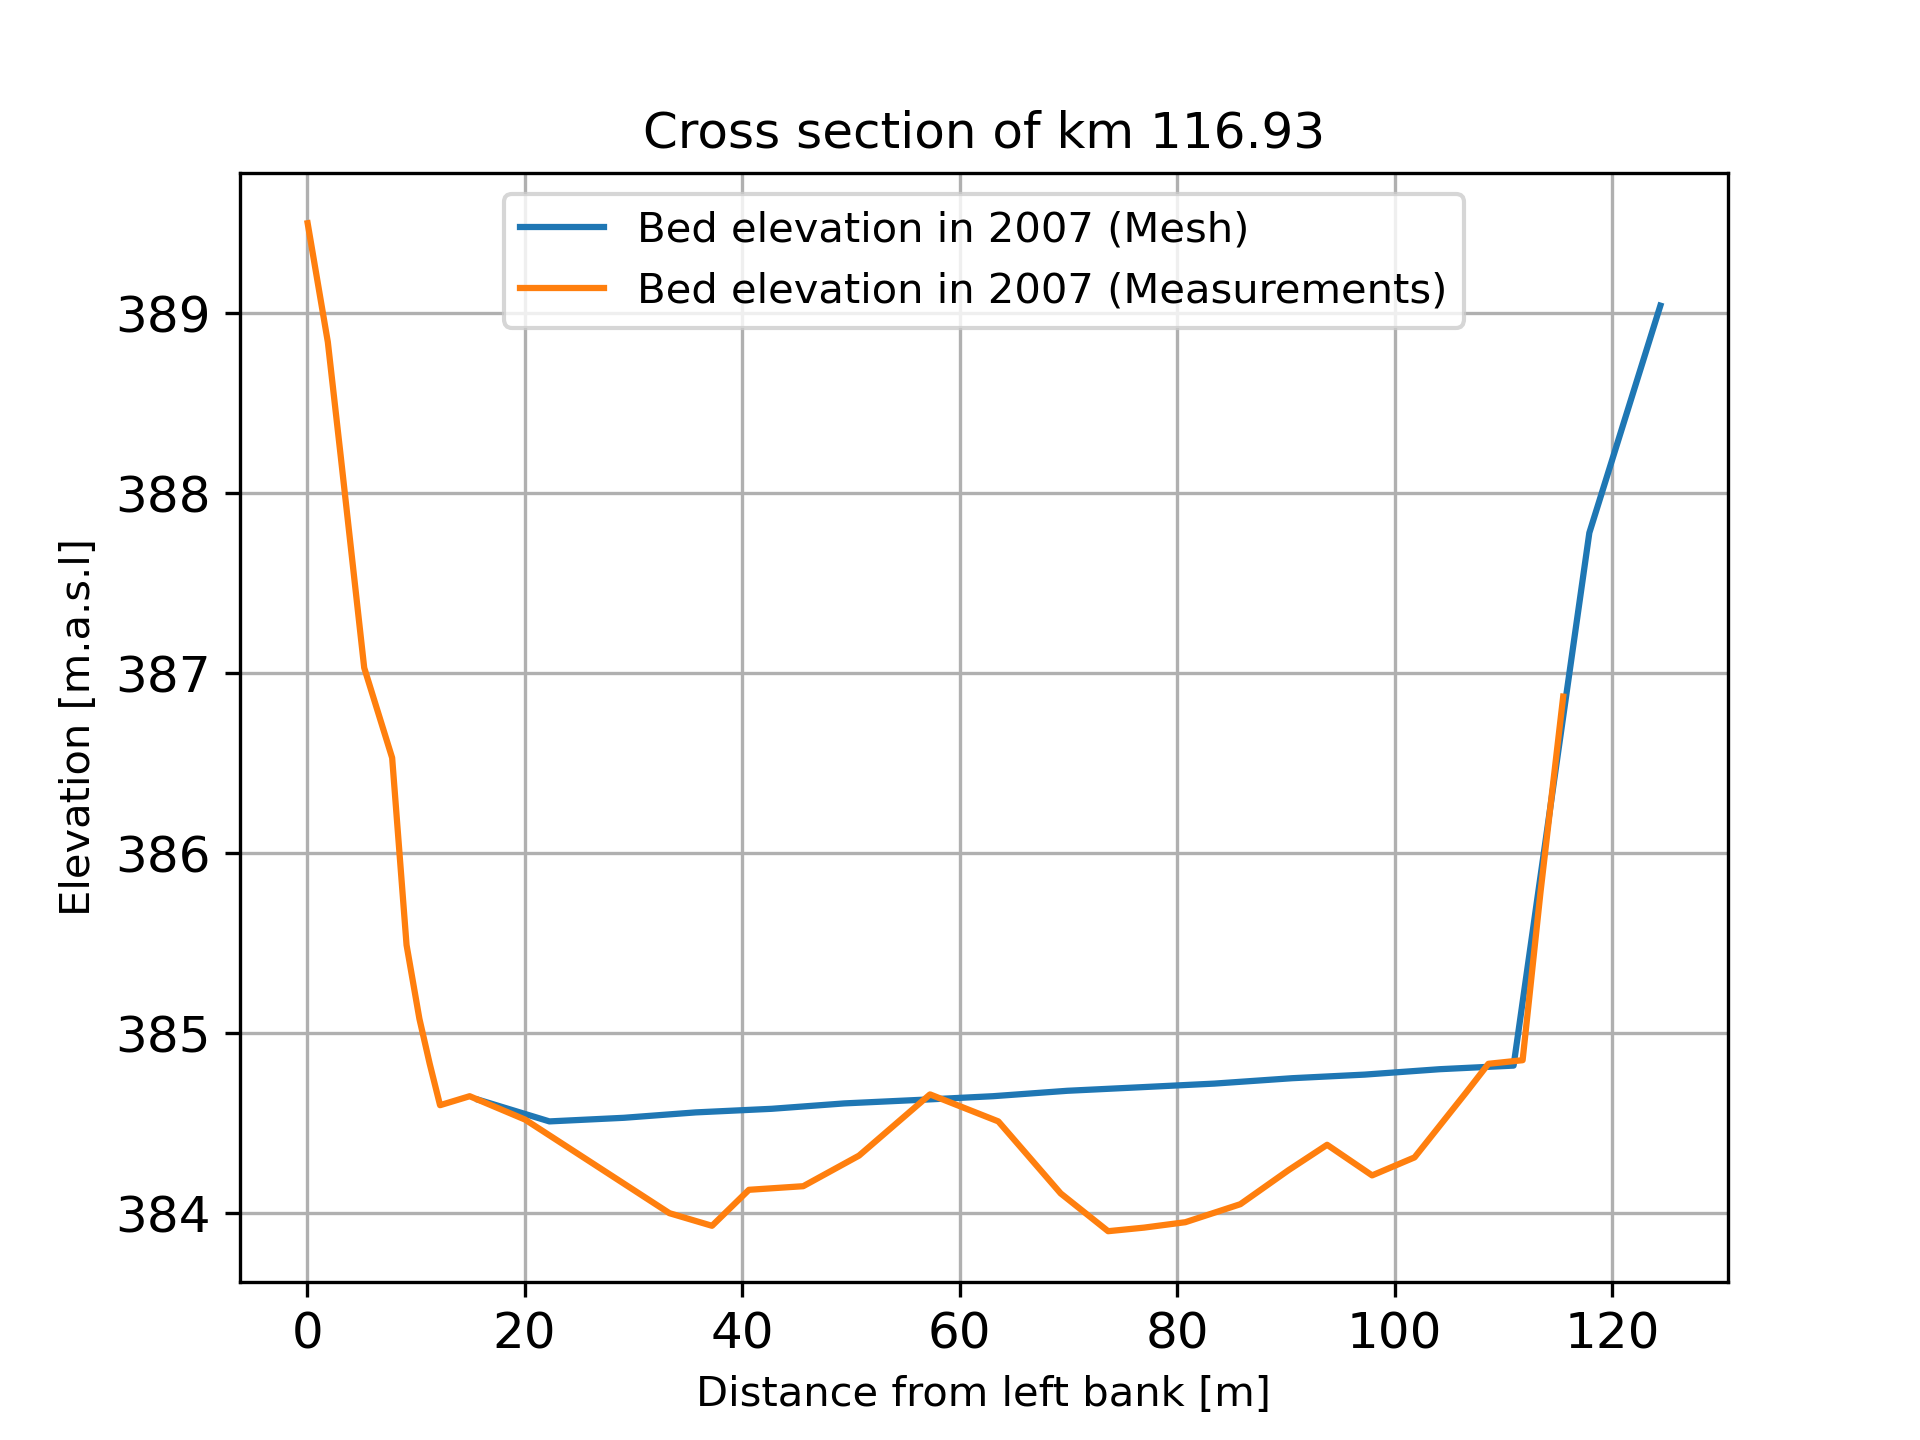 Cross section of km 116.93
Bed elevation in 2007 (Mesh)
Bed elevation in 2007 (Measurements)
Elevation [m.a.s.l]
389
388
387
386
385
384
0 20 40 60 80 100 120
Distance from left bank [m]